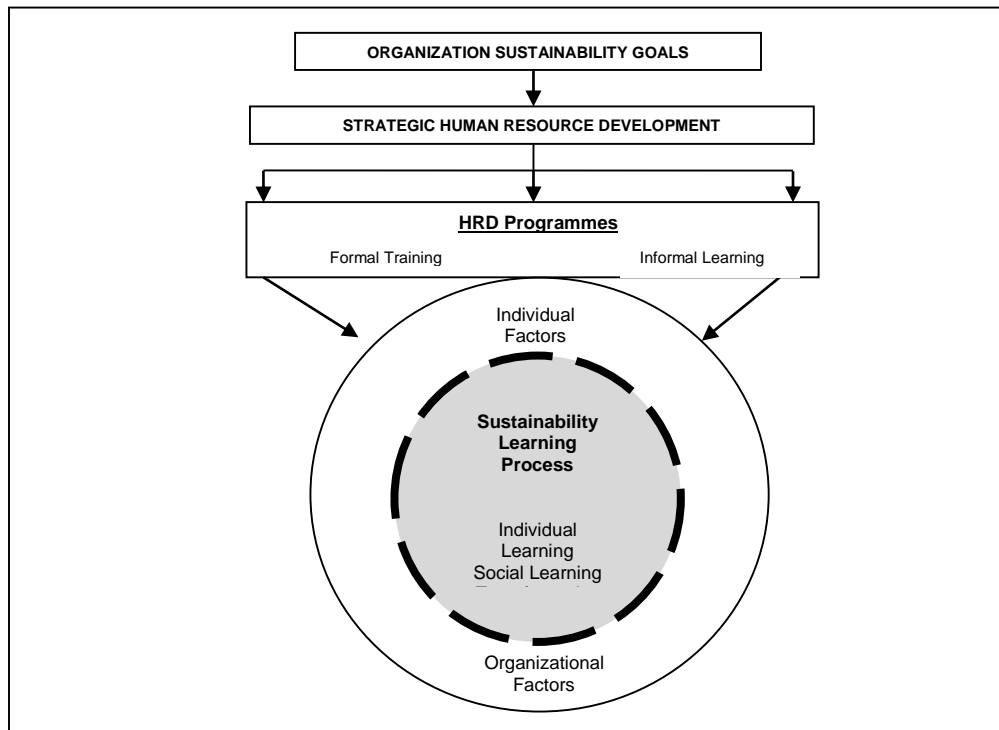 ORGANIZATION SUSTAINABILITY GOALS
STRATEGIC HUMAN RESOURCE DEVELOPMENT
HRD Programmes
Formal Training
Informal Learning
Individual
Factors
Sustainability
Learning
Process
Individual
Learning
Social Learning
Organizational
Factors